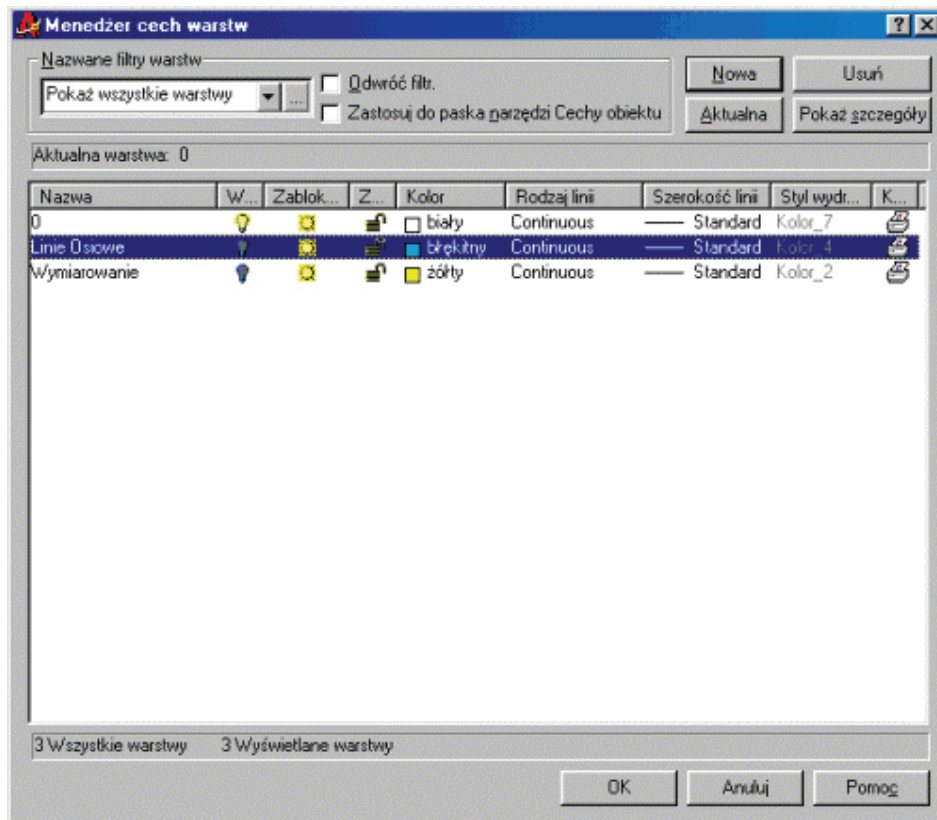 Menedżer cech warstw
Nazwane filtry warstw
Pokaż wszystkie warstwy
...
Odwróć filtr.
Zastosuj do paska narzędzi Cechy obiektu
Nowa
Usuń
Aktualna
Pokaż szczegóły
Aktualna warstwa: 0
Nazwa W... Zablok... Z... Kolor Rodzaj linii Szerokość linii Styl wydr... K...
0 biały Continuous Standard Kolor_7
Linie Osiowe błękitny Continuous Standard Kolor_4
Wymiarowanie żółty Continuous Standard Kolor_2
3 Wszystkie warstwy 3 Wyświetlane warstwy
OK Anuluj Pomoc